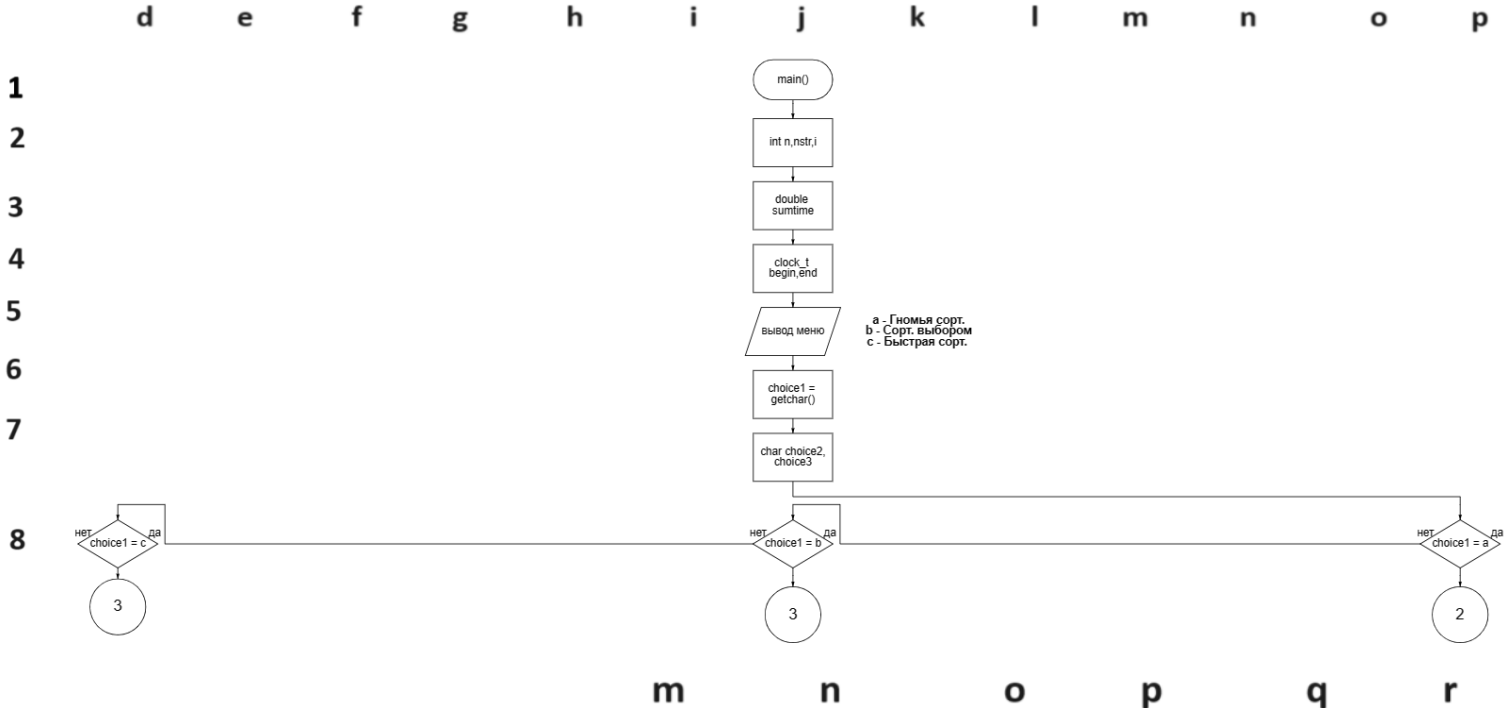 d e f g h i j k l m n o p
1
main()
2
int n,nstr,i
3
double
sumtime
4
clock_t
begin,end
5
вывод меню
a - Гномья сорт.
b - Сорт. выбором
c - Быстрая сорт.
6
choice1 =
getchar()
7
char choice2,
choice3
8
нет да нет да нет да
choice1 = c choice1 = b choice1 = a
3 3 2
m n o p q r